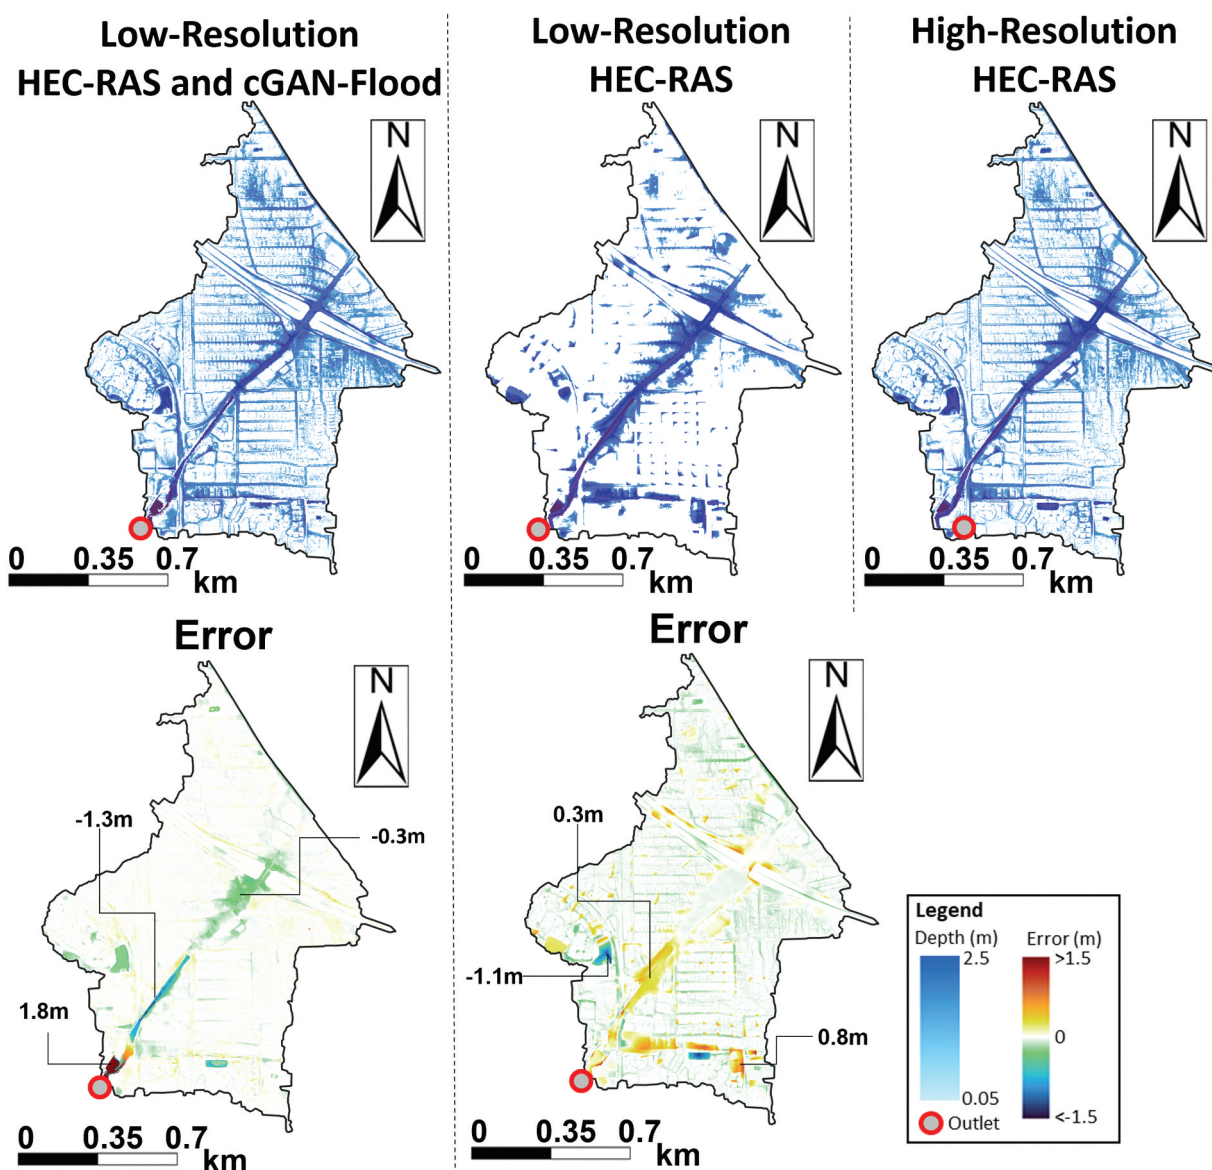 Low-Resolution
HEC-RAS and cGAN-Flood
Low-Resolution
HEC-RAS
High-Resolution
HEC-RAS
N
N
N
0 0.35 0.7
km
0 0.35 0.7
km
0 0.35 0.7
km
Error
Error
N
N
-1.3m
-0.3m
1.8m
0.3m
-1.1m
0.8m
0 0.35 0.7
km
0 0.35 0.7
km
Legend
Depth (m) Error (m)
2.5 >1.5
0
0.05 <-1.5
Outlet